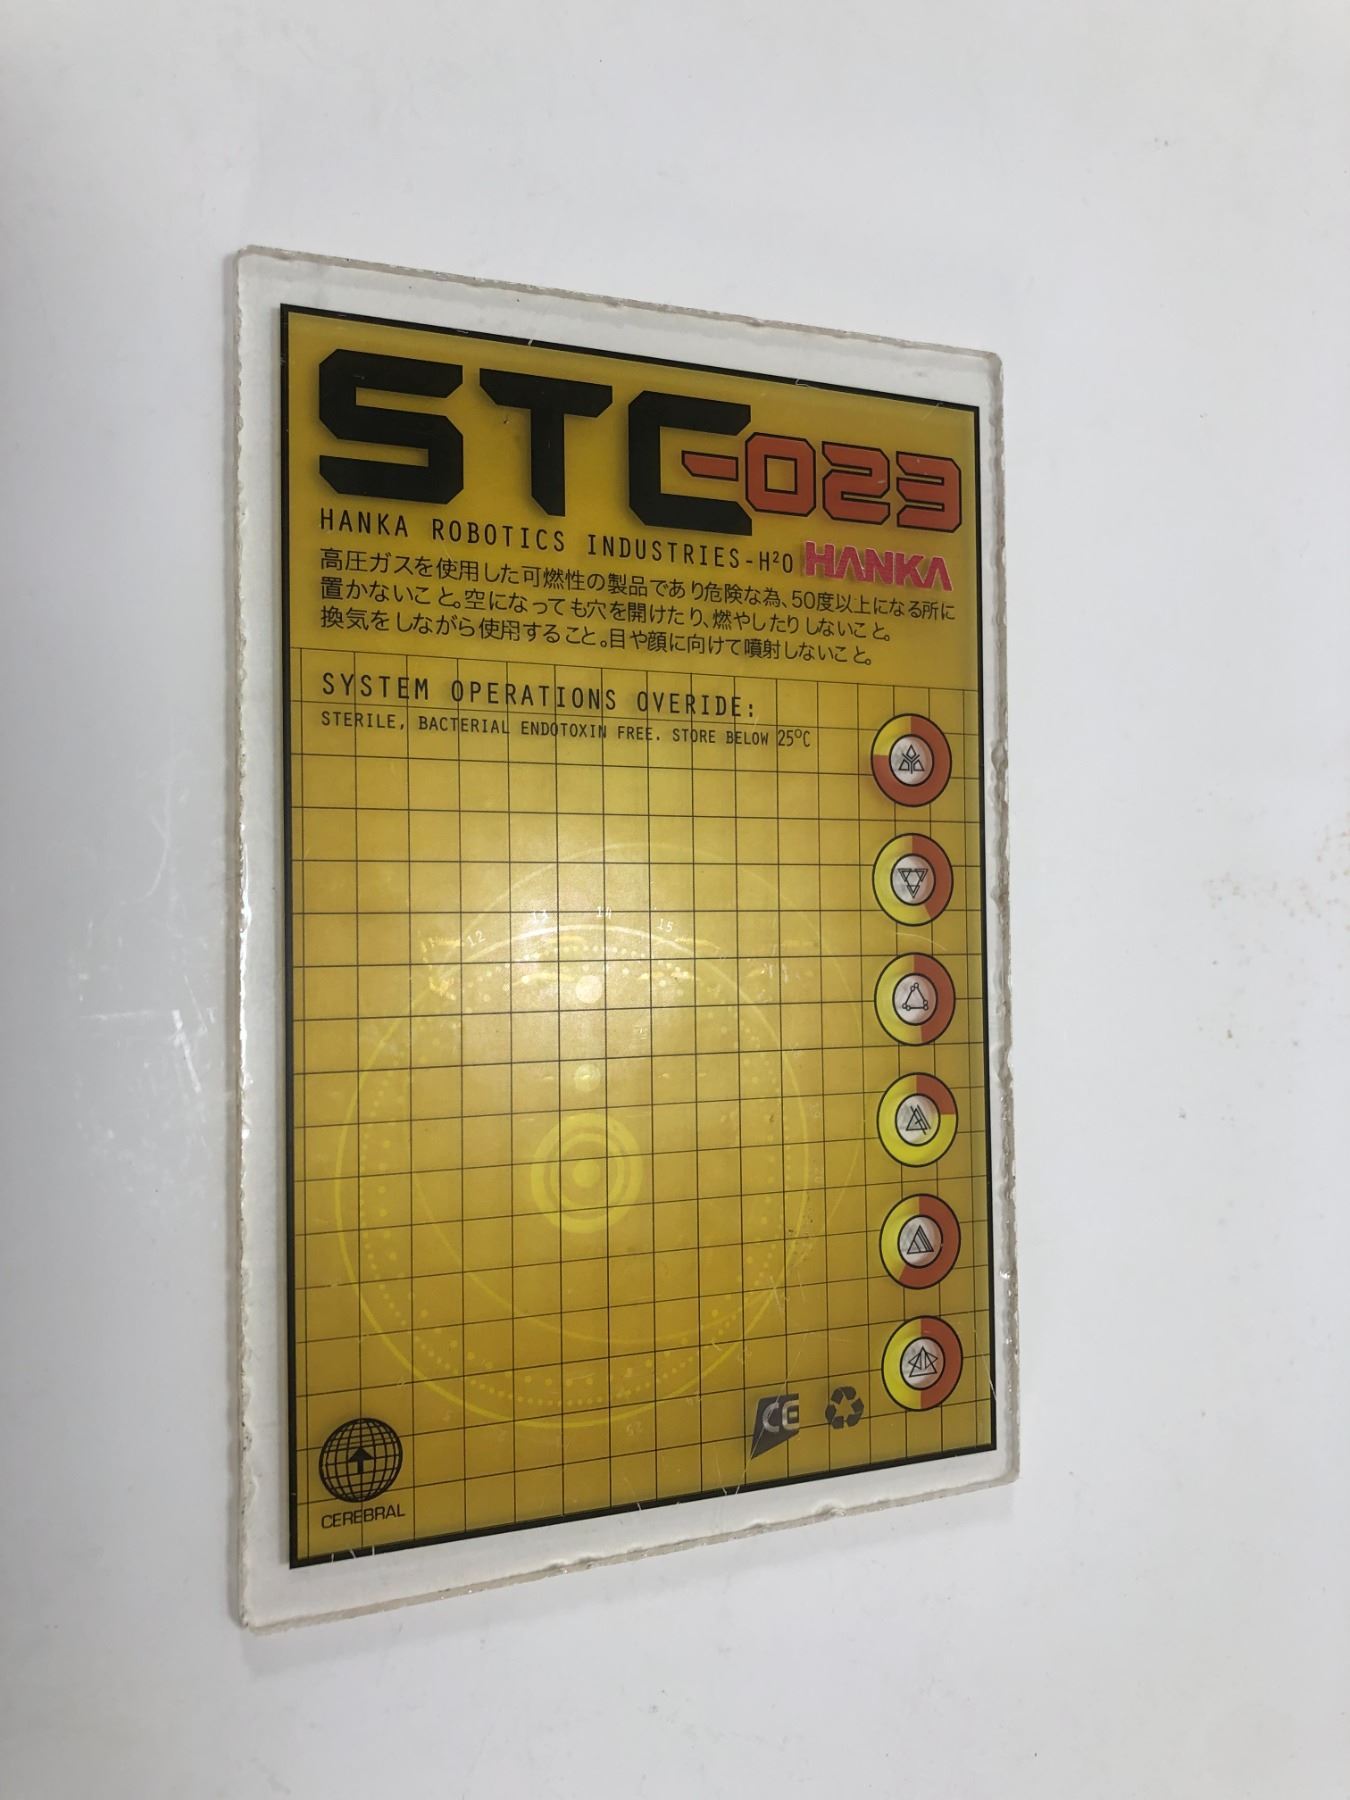 STC-023
HANKA ROBOTICS INDUSTRIES-H²O HANKA
高圧ガスを使用した可燃性の製品であり危険な為、50度以上になる所に
置かないこと。空になっても穴を開けたり、燃やしたりしないこと。
換気をしながら使用すること。目や顔に向けて噴射しないこと。
SYSTEM OPERATIONS OVERIDE:
STERILE, BACTERIAL ENDOTOXIN FREE. STORE BELOW 25°C
12 13 14 15
CE
CEREBRAL